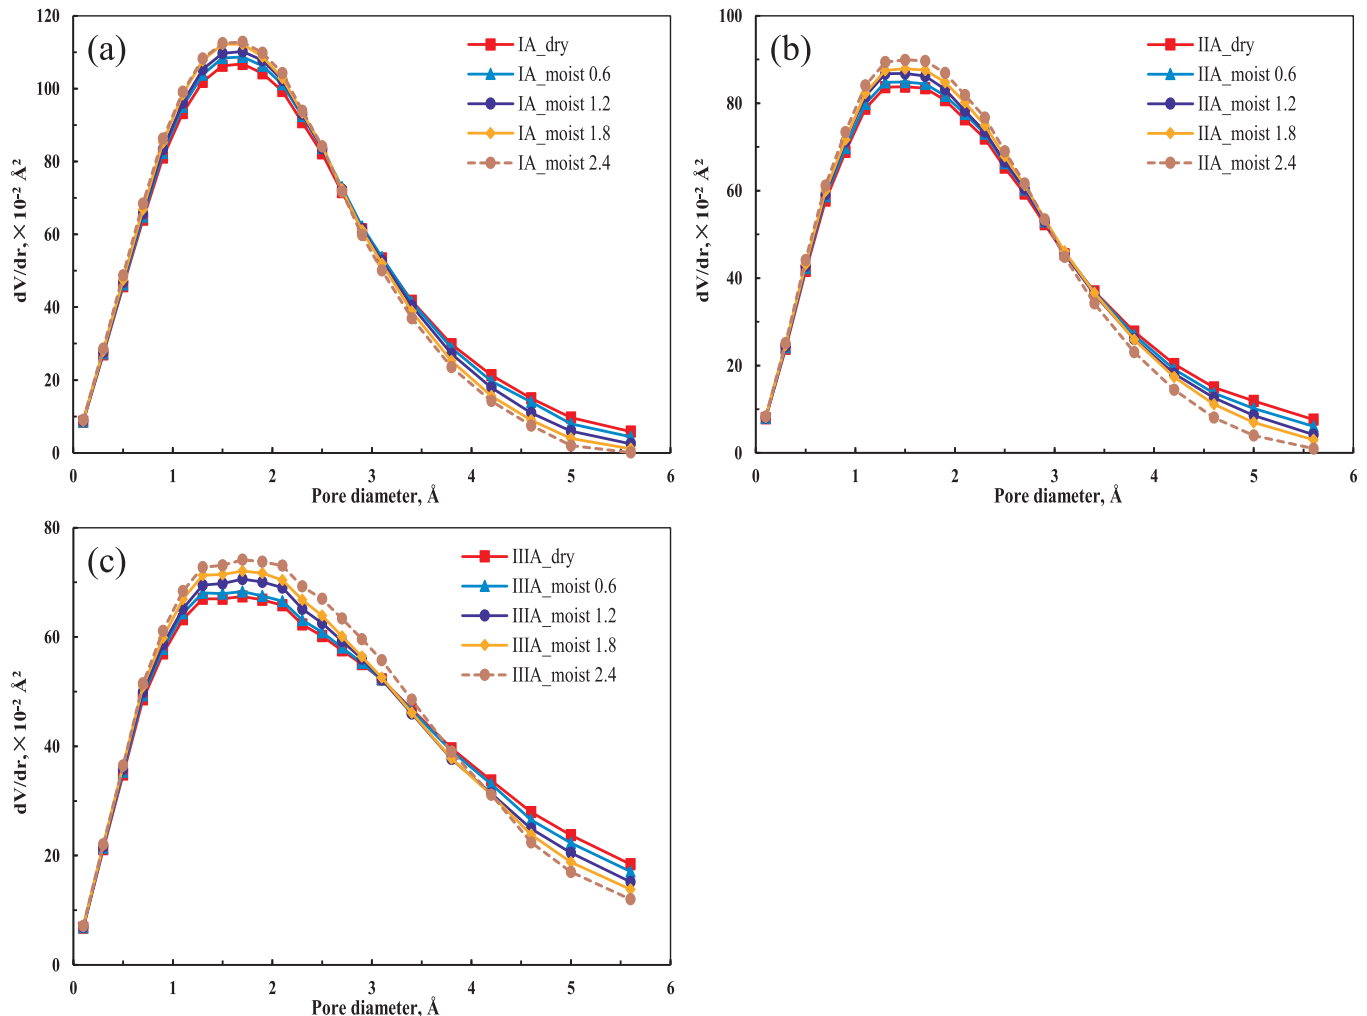 (a)
120
100
80
60
40
20
0
dV/dr, × 10⁻² Å²
IA_dry
IA_moist 0.6
IA_moist 1.2
IA_moist 1.8
IA_moist 2.4
0 1 2 3 4 5 6
Pore diameter, Å
(b)
100
80
60
40
20
0
dV/dr, × 10⁻² Å²
IIA_dry
IIA_moist 0.6
IIA_moist 1.2
IIA_moist 1.8
IIA_moist 2.4
0 1 2 3 4 5 6
Pore diameter, Å
(c)
80
60
40
20
0
dV/dr, × 10⁻² Å²
IIIA_dry
IIIA_moist 0.6
IIIA_moist 1.2
IIIA_moist 1.8
IIIA_moist 2.4
0 1 2 3 4 5 6
Pore diameter, Å